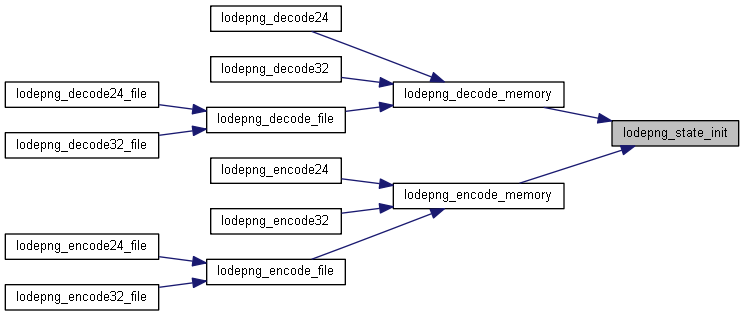 lodepng_decode24
lodepng_decode32
lodepng_decode_memory
lodepng_decode24_file
lodepng_decode_file
lodepng_state_init
lodepng_decode32_file
lodepng_encode24
lodepng_encode_memory
lodepng_encode32
lodepng_encode24_file
lodepng_encode_file
lodepng_encode32_file